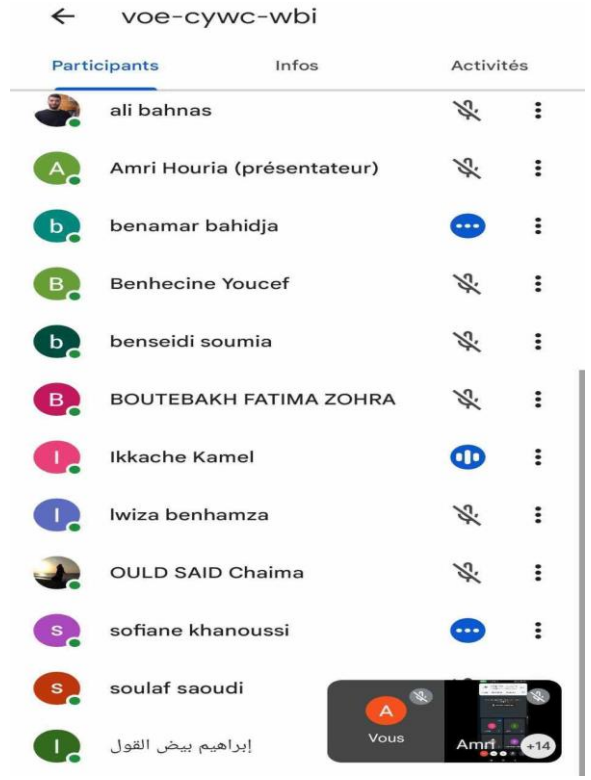 voe-cywc-wbi
Participants Infos Activités
ali bahnas
A Amri Houria (présentateur)
b benamar bahidja
B Benhecine Youcef
b benseidi soumia
B BOUTEBAKH FATIMA ZOHRA
I Ikkache Kamel
l lwiza benhamza
OULD SAID Chaima
s sofiane khanoussi
s soulaf saoudi
A
Vous
Amri
+14
إبراهيم بيض القول